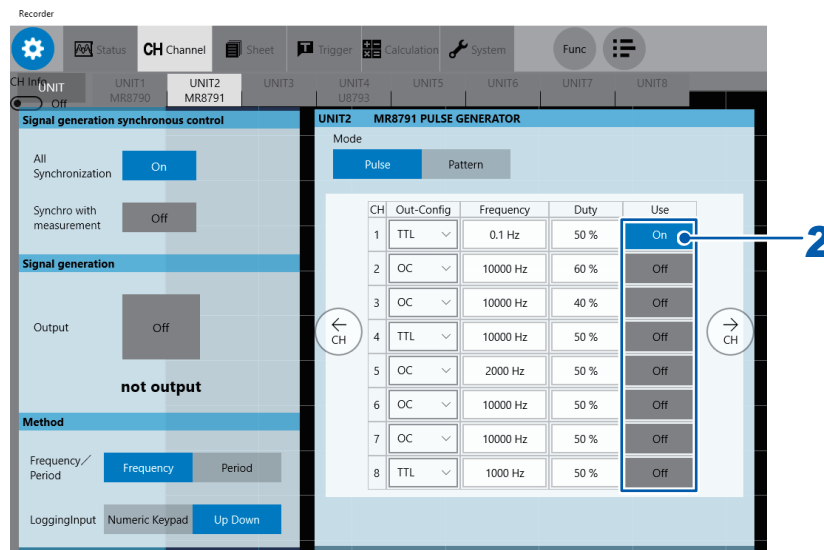 Recorder
Status CH Channel Sheet Trigger Calculation System Func
CH Info UNIT UNIT1 UNIT2 UNIT3 UNIT4 UNIT5 UNIT6 UNIT7 UNIT8
Off MR8790 MR8791 U8793
Signal generation synchronous control
All
Synchronization On
Synchro with
measurement Off
Signal generation
Output Off
not output
Method
Frequency／
Period Frequency Period
LoggingInput Numeric Keypad Up Down
UNIT2 MR8791 PULSE GENERATOR
Mode
Pulse Pattern
CH Out-Config Frequency Duty Use
1 TTL 0.1 Hz 50 % On
2
2 OC 10000 Hz 60 % Off
3 OC 10000 Hz 40 % Off
← CH
4 TTL 10000 Hz 50 % Off
→ CH
5 OC 2000 Hz 50 % Off
6 OC 10000 Hz 50 % Off
7 OC 10000 Hz 50 % Off
8 TTL 1000 Hz 50 % Off